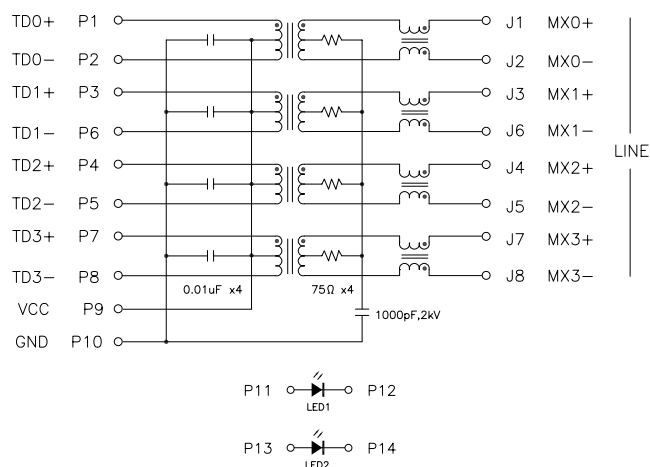 TD0+ P1 J1 MX0+
TD0- P2 J2 MX0-
TD1+ P3 J3 MX1+
TD1- P6 J6 MX1-
LINE
TD2+ P4 J4 MX2+
TD2- P5 J5 MX2-
TD3+ P7 J7 MX3+
TD3- P8 J8 MX3-
0.01uF x4 75Ω x4
VCC P9
1000pF,2kV
GND P10
P11 P12
LED1
P13 P14
LED2